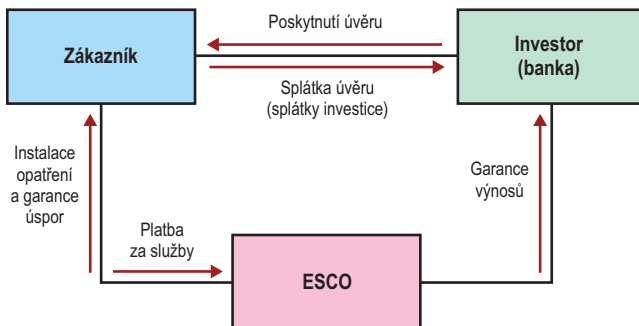 Poskytnutí úvěru
Zákazník
Investor
(banka)
Splátka úvěru
(splátky investice)
Instalace
opatření
a garance
úspor
Garance
výnosů
Platba
za služby
ESCO